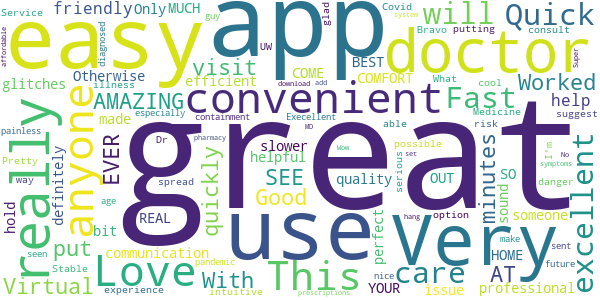 friendly Only MUCH guy Covid glad Bravo putting consult super affordable
Service diagnosed system
easy app Quick
will
UW
doctor
glitches visit COME BEST
Otherwise illness efficient COMFORT What cool
AMAZING convenient Fast Worked
made especially download add Medicine help
really anyone EVER painless Dr containment Execellent able risk suggest
great
hold way definitely spread REAL quickly helpful slower SEE quality
pharmacy MD Wow possible serious set OUT minutes SO sound No I'm symptoms
Pretty age Good use Very option danger someone excellent
put bit perfect HOME
communication AT
seen Virtual Love With This care issue professional
Stable pandemic hang make sent
experience intuitive prescriptions nice YOUR future